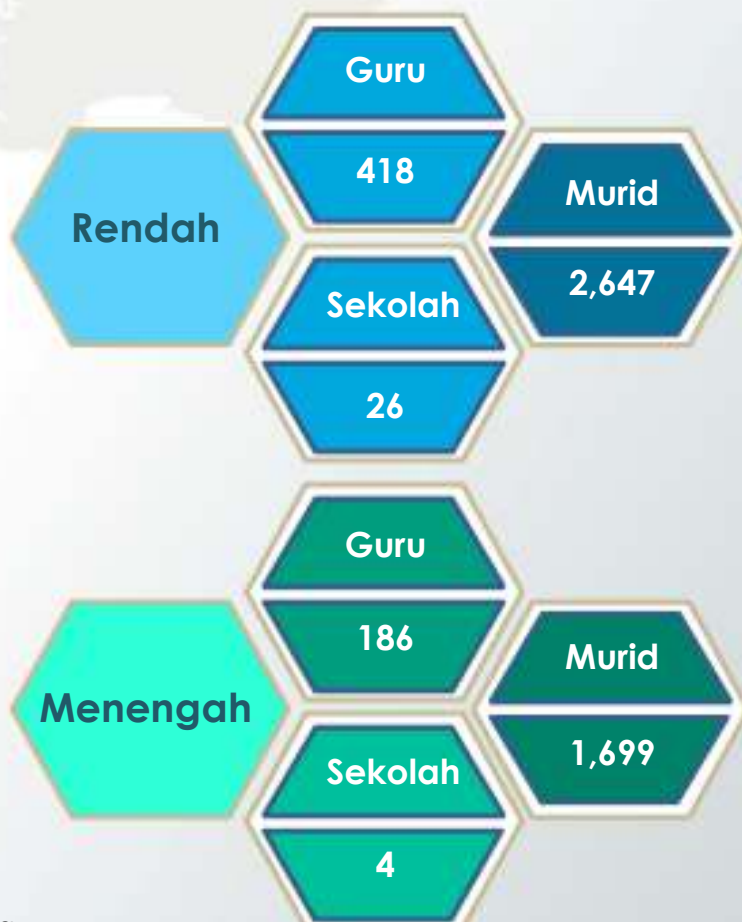 Guru
418
Rendah
Murid
2,647
Sekolah
26
Guru
186
Menengah
Murid
1,699
Sekolah
4